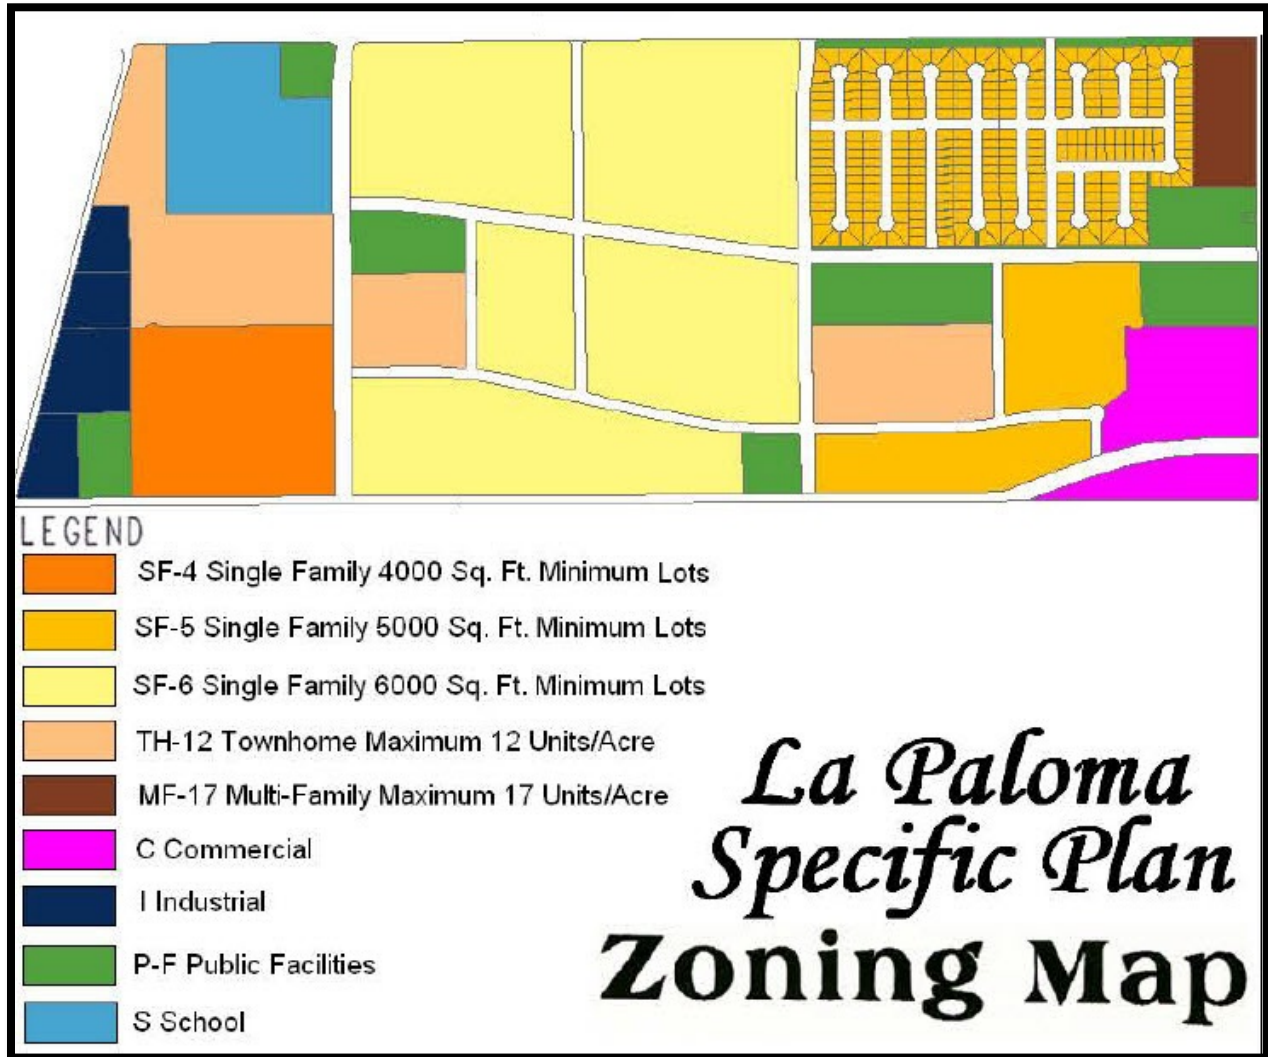 LEGEND
SF-4 Single Family 4000 Sq. Ft. Minimum Lots
SF-5 Single Family 5000 Sq. Ft. Minimum Lots
SF-6 Single Family 6000 Sq. Ft. Minimum Lots
TH-12 Townhome Maximum 12 Units/Acre
MF-17 Multi-Family Maximum 17 Units/Acre
C Commercial
I Industrial
P-F Public Facilities
S School
La Paloma
Specific Plan
Zoning Map